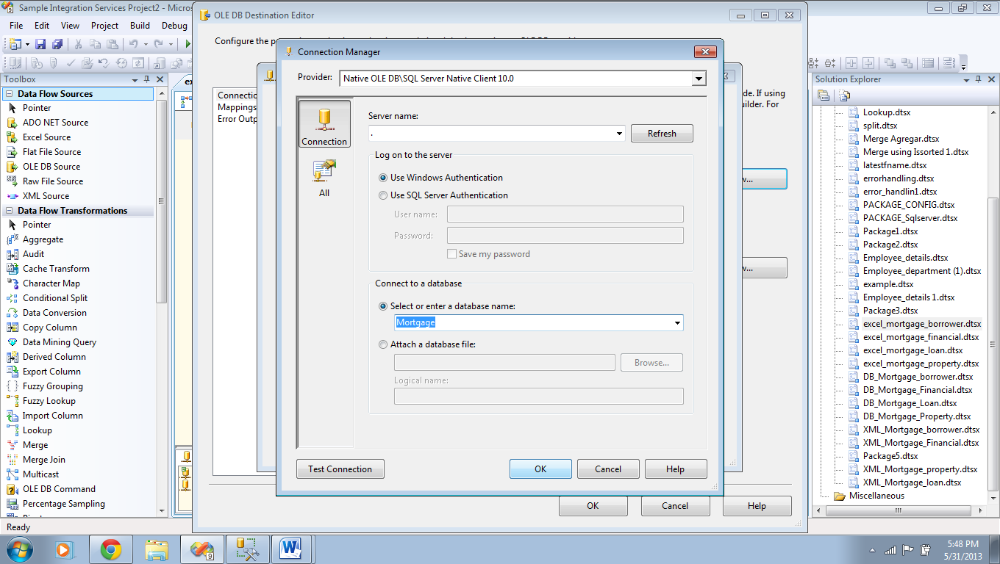 Sample Integration Services Project2 - Micros
File Edit View Project Build Debug
Toolbox
Data Flow Sources
Pointer
ADO NET Source
Excel Source
Flat File Source
OLE DB Source
Raw File Source
XML Source
Data Flow Transformations
Pointer
Aggregate
Audit
Cache Transform
Character Map
Conditional Split
Data Conversion
Copy Column
Data Mining Query
Derived Column
Export Column
Fuzzy Grouping
Fuzzy Lookup
Import Column
Lookup
Merge
Merge Join
Multicast
OLE DB Command
Percentage Sampling
Ready
OLE DB Destination Editor
Configure the p
Connectio
Mappings
Error Outp
de. If using
uilder. For
w...
w...
OK Cancel Help
Connection Manager
Provider: Native OLE DB\SQL Server Native Client 10.0
Connection
All
Server name:
.
Refresh
Log on to the server
Use Windows Authentication
Use SQL Server Authentication
User name:
Password:
Save my password
Connect to a database
Select or enter a database name:
Mortgage
Attach a database file:
Browse...
Logical name:
Test Connection OK Cancel Help
Solution Explorer
Lookup.dtsx
split.dtsx
Merge Agregar.dtsx
Merge using Issorted 1.dtsx
latestfname.dtsx
errorhandling.dtsx
error_handlin1.dtsx
PACKAGE_CONFIG.dtsx
PACKAGE_Sqlserver.dtsx
Package1.dtsx
Package2.dtsx
Employee_details.dtsx
Employee_department (1).dtsx
example.dtsx
Employee_details 1.dtsx
Package3.dtsx
excel_mortgage_borrower.dtsx
excel_mortgage_financial.dtsx
excel_mortgage_loan.dtsx
excel_mortgage_property.dtsx
DB_Mortgage_borrower.dtsx
DB_Mortgage_Financial.dtsx
DB_Mortgage_Loan.dtsx
DB_Mortgage_Property.dtsx
XML_Mortgage_borrower.dtsx
XML_Mortgage_Financial.dtsx
Package5.dtsx
XML_Mortgage_property.dtsx
XML_Mortgage_loan.dtsx
Miscellaneous
5:48 PM
5/31/2013